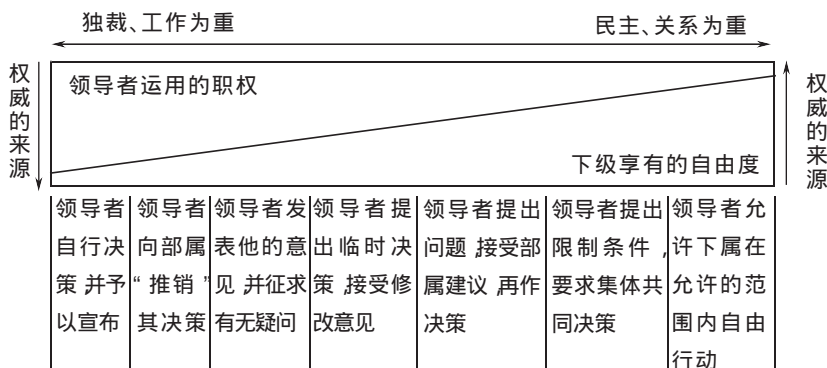 独裁、工作为重
民主、关系为重
权威的来源
领导者运用的职权
下级享有的自由度
权威的来源
领导者
自行决
策,并予
以宣布
领导者
向部属
“推销”
其决策
领导者发
表他的意
见,并征求
有无疑问
领导者提
出临时决
策,接受修
改意见
领导者提出
问题,接受部
属建议,再作
决策
领导者提出
限制条件,
要求集体共
同决策
领导者允
许下属在
允许的范
围内自由
行动